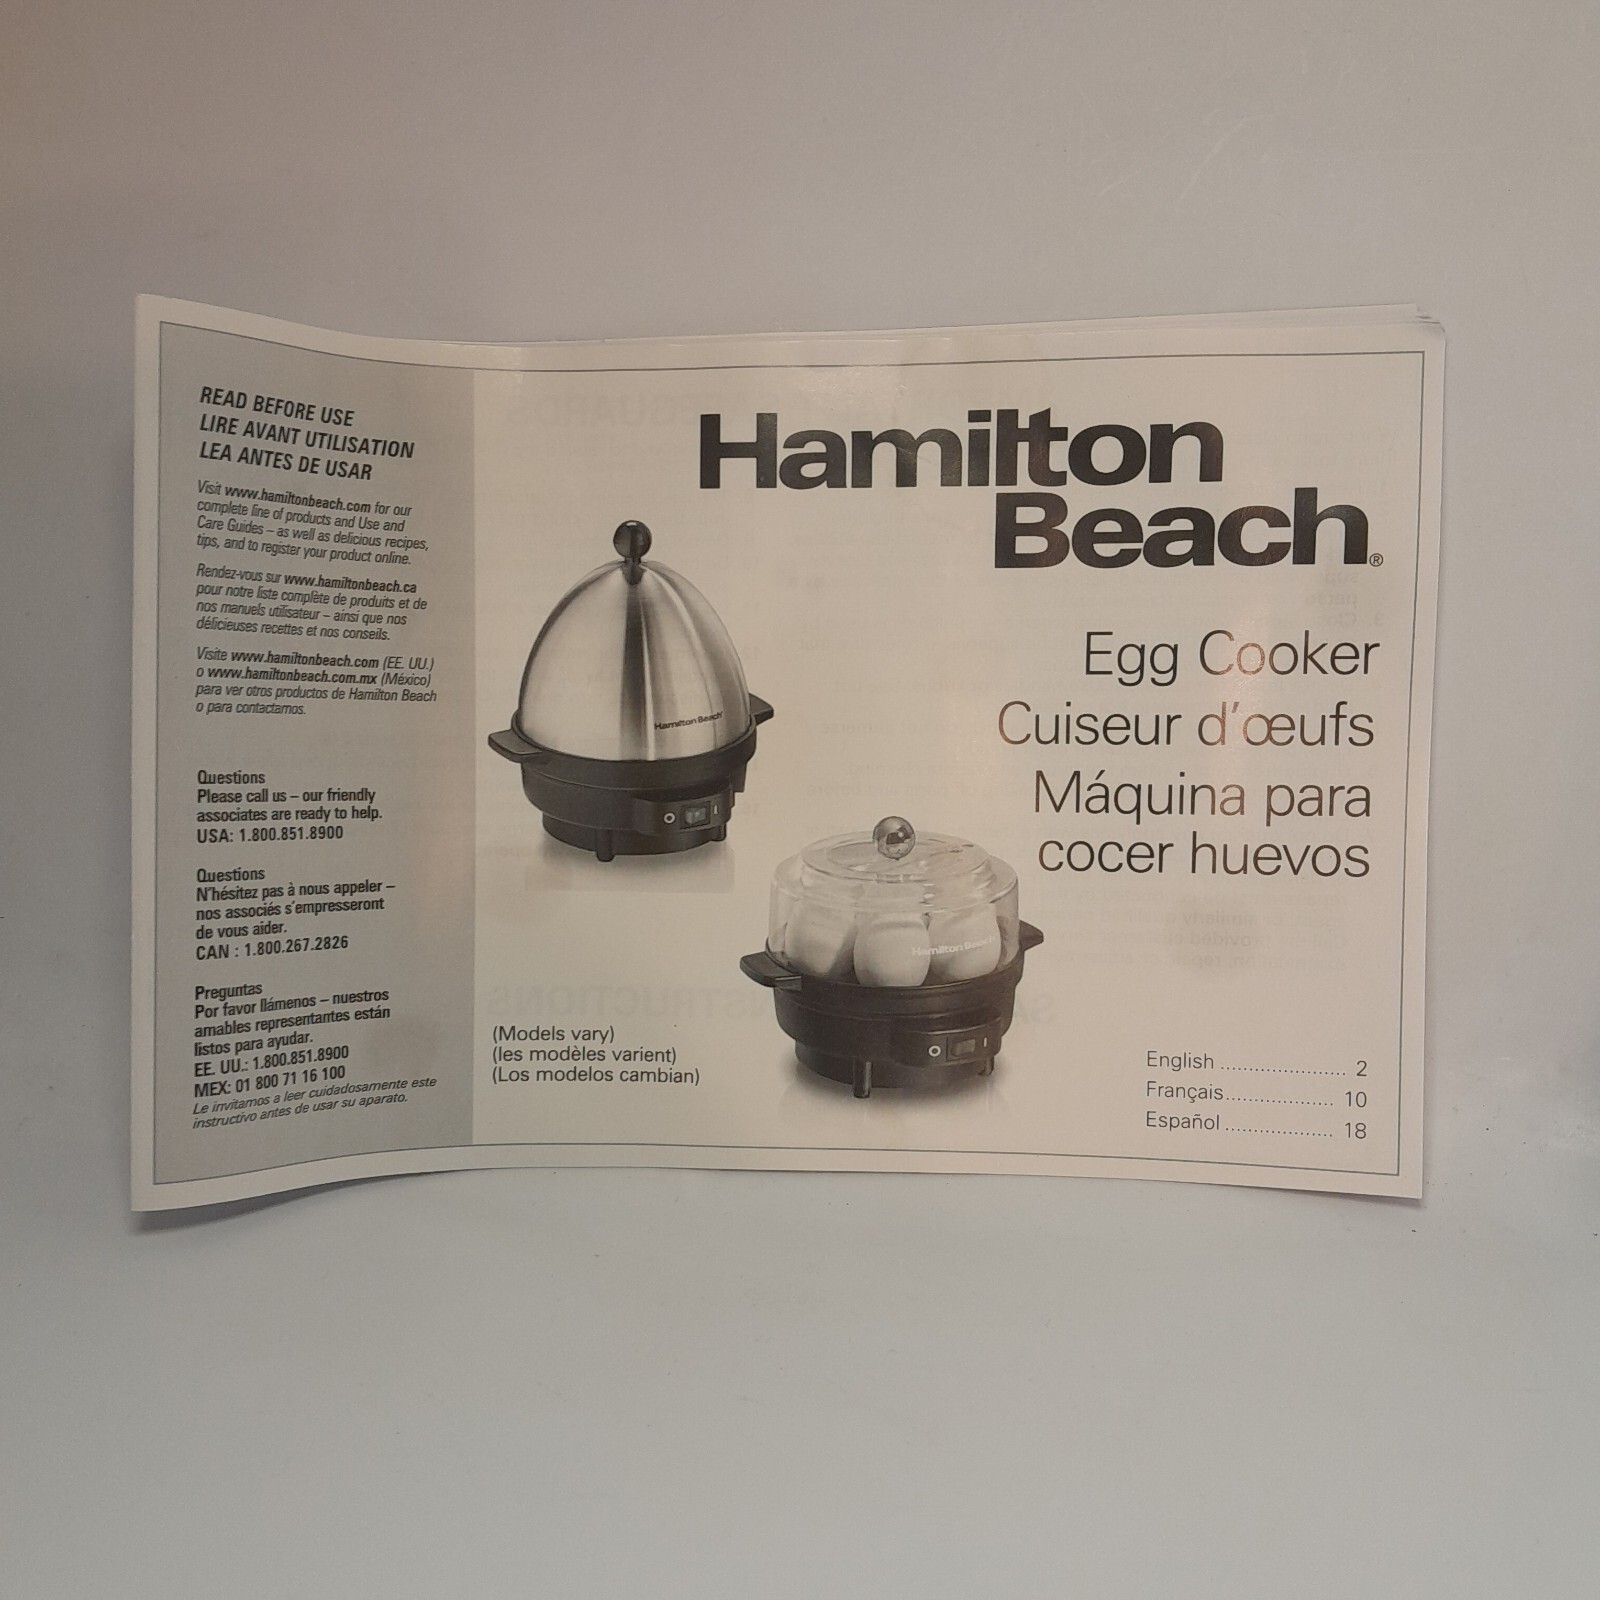 READ BEFORE USE
LIRE AVANT UTILISATION
LEA ANTES DE USAR
Visit www.hamiltonbeach.com for our
complete line of products and Use and
Care Guides – as well as delicious recipes,
tips, and to register your product online.
Rendez-vous sur www.hamiltonbeach.ca
pour notre liste complète de produits et de
nos manuels utilisateur – ainsi que nos
délicieuses recettes et nos conseils.
Visite www.hamiltonbeach.com (EE. UU.)
o www.hamiltonbeach.com.mx (México)
para ver otros productos de Hamilton Beach
o para contactarnos.
Questions
Please call us – our friendly
associates are ready to help.
USA: 1.800.851.8900
Questions
N'hésitez pas à nous appeler –
nos associés s'empresseront
de vous aider.
CAN : 1.800.267.2826
Preguntas
Por favor llámenos – nuestros
amables representantes están
listos para ayudar.
EE. UU.: 1.800.851.8900
MEX: 01 800 71 16 100
Le invitamos a leer cuidadosamente este
instructivo antes de usar su aparato.
Hamilton
Beach®
Egg Cooker
Cuiseur d'œufs
Máquina para
cocer huevos
Hamilton Beach
O I
Hamilton Beach
O I
(Models vary)
(les modèles varient)
(Los modelos cambian)
English ...................... 2
Français................... 10
Español ................... 18